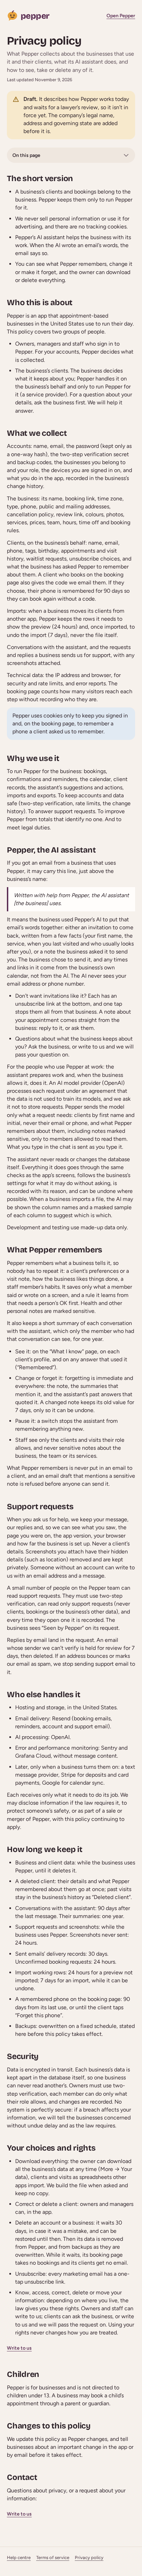 pepper
Open Pepper
Privacy policy
What Pepper collects about the businesses that use
it and their clients, what its AI assistant does, and
how to see, take or delete any of it.
Last updated November 9, 2026
Draft. It describes how Pepper works today
and waits for a lawyer's review, so it isn't in
force yet. The company's legal name,
address and governing state are added
before it is.
On this page
The short version
A business's clients and bookings belong to the
business. Pepper keeps them only to run Pepper
for it.
We never sell personal information or use it for
advertising, and there are no tracking cookies.
Pepper's AI assistant helps the business with its
work. When the AI wrote an email's words, the
email says so.
You can see what Pepper remembers, change it
or make it forget, and the owner can download
or delete everything.
Who this is about
Pepper is an app that appointment-based
businesses in the United States use to run their day.
This policy covers two groups of people.
Owners, managers and staff who sign in to
Pepper. For your accounts, Pepper decides what
is collected.
The business's clients. The business decides
what it keeps about you; Pepper handles it on
the business's behalf and only to run Pepper for
it (a service provider). For a question about your
details, ask the business first. We will help it
answer.
What we collect
Accounts: name, email, the password (kept only as
a one-way hash), the two-step verification secret
and backup codes, the businesses you belong to
and your role, the devices you are signed in on, and
what you do in the app, recorded in the business's
change history.
The business: its name, booking link, time zone,
type, phone, public and mailing addresses,
cancellation policy, review link, colours, photos,
services, prices, team, hours, time off and booking
rules.
Clients, on the business's behalf: name, email,
phone, tags, birthday, appointments and visit
history, waitlist requests, unsubscribe choices, and
what the business has asked Pepper to remember
about them. A client who books from the booking
page also gives the date and answers. If they
choose, their phone is remembered for 90 days so
they can book again without a code.
Imports: when a business moves its clients from
another app, Pepper keeps the rows it needs to
show the preview (24 hours) and, once imported, to
undo the import (7 days), never the file itself.
Conversations with the assistant, and the requests
and replies a business sends us for support, with any
screenshots attached.
Technical data: the IP address and browser, for
security and rate limits, and error reports. The
booking page counts how many visitors reach each
step without recording who they are.
Pepper uses cookies only to keep you signed in
and, on the booking page, to remember a
phone a client asked us to remember.
Why we use it
To run Pepper for the business: bookings,
confirmations and reminders, the calendar, client
records, the assistant's suggestions and actions,
imports and exports. To keep accounts and data
safe (two-step verification, rate limits, the change
history). To answer support requests. To improve
Pepper from totals that identify no one. And to
meet legal duties.
Pepper, the AI assistant
If you got an email from a business that uses
Pepper, it may carry this line, just above the
business's name:
Written with help from Pepper, the AI assistant
[the business] uses.
It means the business used Pepper's AI to put that
email's words together: either an invitation to come
back, written from a few facts (your first name, the
service, when you last visited and who usually looks
after you), or a reply to a message you sent. The
business chose to send it, and any times
and links in it come from the business's own
calendar, not from the AI. The AI never sees your
email address or phone number.
Don't want invitations like it? Each has an
unsubscribe link at the bottom, and one tap
stops them all from that business. A note about
your appointment comes straight from the
business: reply to it, or ask them.
Questions about what the business keeps about
you? Ask the business, or write to us and we will
pass your question on.
For the people who use Pepper at work: the
assistant prepares work and, when the business
allows it, does it. An AI model provider (OpenAI)
processes each request under an agreement that
the data is not used to train its models, and we ask
it not to store requests. Pepper sends the model
only what a request needs; clients by first name and
initial, never their email or phone, and what Pepper
remembers about them, including notes marked
sensitive, only to members allowed to read them.
What you type in the chat is sent as you type it.
The assistant never reads or changes the database
itself. Everything it does goes through the same
checks as the app's screens, follows the business's
settings for what it may do without asking, is
recorded with its reason, and can be undone where
possible. When a business imports a file, the AI may
be shown the column names and a masked sample
of each column to suggest which is which.
Development and testing use made-up data only.
What Pepper remembers
Pepper remembers what a business tells it, so
nobody has to repeat it: a client's preferences or a
visit note, how the business likes things done, a
staff member's habits. It saves only what a member
said or wrote on a screen, and a rule it learns from
that needs a person's OK first. Health and other
personal notes are marked sensitive.
It also keeps a short summary of each conversation
with the assistant, which only the member who had
that conversation can see, for one year.
See it: on the "What I know" page, on each
client's profile, and on any answer that used it
("Remembered").
Change or forget it: forgetting is immediate and
everywhere: the note, the summaries that
mention it, and the assistant's past answers that
quoted it. A changed note keeps its old value for
7 days, only so it can be undone.
Pause it: a switch stops the assistant from
remembering anything new.
Staff see only the clients and visits their role
allows, and never sensitive notes about the
business, the team or its services.
What Pepper remembers is never put in an email to
a client, and an email draft that mentions a sensitive
note is refused before anyone can send it.
Support requests
When you ask us for help, we keep your message,
our replies and, so we can see what you saw, the
page you were on, the app version, your browser
and how far the business is set up. Never a client's
details. Screenshots you attach have their hidden
details (such as location) removed and are kept
privately. Someone without an account can write to
us with an email address and a message.
A small number of people on the Pepper team can
read support requests. They must use two-step
verification, can read only support requests (never
clients, bookings or the business's other data), and
every time they open one it is recorded. The
business sees "Seen by Pepper" on its request.
Replies by email land in the request. An email
whose sender we can't verify is held for review for 7
days, then deleted. If an address bounces or marks
our email as spam, we stop sending support email to
it.
Who else handles it
Hosting and storage, in the United States.
Email delivery: Resend (booking emails,
reminders, account and support email).
AI processing: OpenAI.
Error and performance monitoring: Sentry and
Grafana Cloud, without message content.
Later, only when a business turns them on: a text
message provider, Stripe for deposits and card
payments, Google for calendar sync.
Each receives only what it needs to do its job. We
may disclose information if the law requires it, to
protect someone's safety, or as part of a sale or
merger of Pepper, with this policy continuing to
apply.
How long we keep it
Business and client data: while the business uses
Pepper, until it deletes it.
A deleted client: their details and what Pepper
remembered about them go at once; past visits
stay in the business's history as "Deleted client".
Conversations with the assistant: 90 days after
the last message. Their summaries: one year.
Support requests and screenshots: while the
business uses Pepper. Screenshots never sent:
24 hours.
Sent emails' delivery records: 30 days.
Unconfirmed booking requests: 24 hours.
Import working rows: 24 hours for a preview not
imported; 7 days for an import, while it can be
undone.
A remembered phone on the booking page: 90
days from its last use, or until the client taps
"Forget this phone".
Backups: overwritten on a fixed schedule, stated
here before this policy takes effect.
Security
Data is encrypted in transit. Each business's data is
kept apart in the database itself, so one business
can never read another's. Owners must use two-
step verification, each member can do only what
their role allows, and changes are recorded. No
system is perfectly secure: if a breach affects your
information, we will tell the businesses concerned
without undue delay and as the law requires.
Your choices and rights
Download everything: the owner can download
all the business's data at any time (More → Your
data), clients and visits as spreadsheets other
apps import. We build the file when asked and
keep no copy.
Correct or delete a client: owners and managers
can, in the app.
Delete an account or a business: it waits 30
days, in case it was a mistake, and can be
restored until then. Then its data is removed
from Pepper, and from backups as they are
overwritten. While it waits, its booking page
takes no bookings and its clients get no email.
Unsubscribe: every marketing email has a one-
tap unsubscribe link.
Know, access, correct, delete or move your
information: depending on where you live, the
law gives you these rights. Owners and staff can
write to us; clients can ask the business, or write
to us and we will pass the request on. Using your
rights never changes how you are treated.
Write to us
Children
Pepper is for businesses and is not directed to
children under 13. A business may book a child's
appointment through a parent or guardian.
Changes to this policy
We update this policy as Pepper changes, and tell
businesses about an important change in the app or
by email before it takes effect.
Contact
Questions about privacy, or a request about your
information:
Write to us
Help centre
Terms of service
Privacy policy